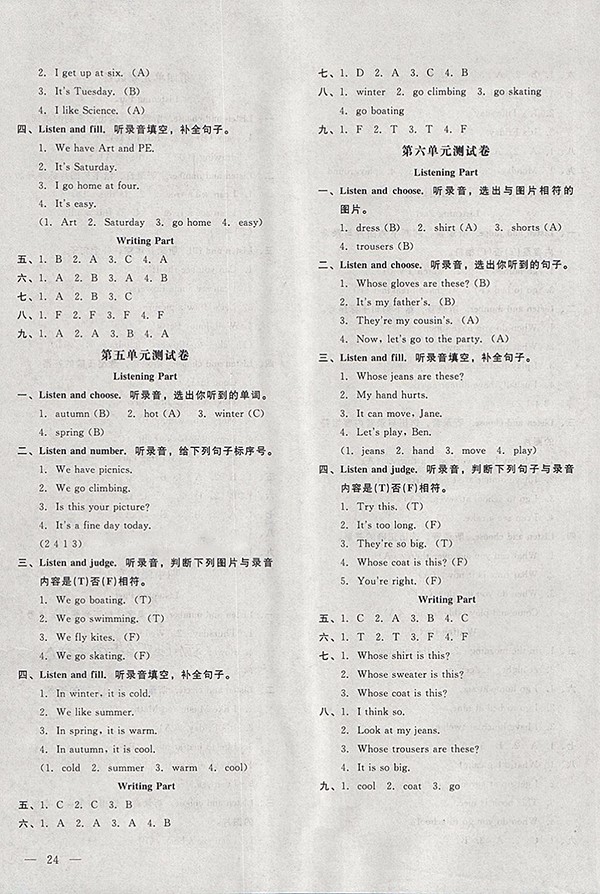 2. I get up at six. (A)
3. It's Tuesday. (B)
4. I like Science. (A)
四、Listen and fill. 听录音填空，补全句子。
1. We have Art and PE.
2. It's Saturday.
3. I go home at four.
4. It's easy.
(1. Art 2. Saturday 3. go home 4. easy)
Writing Part
五、1. B 2. A 3. C 4. A
六、1. A 2. B 3. A 4. B
七、1. A 2. B 3. C
八、1. F 2. F 3. F 4. T
九、1. A 2. A 3. B 4. A
第五单元测试卷
Listening Part
一、Listen and choose. 听录音，选出你听到的单词。
1. autumn (B) 2. hot (A) 3. winter (C)
4. spring (B)
二、Listen and number. 听录音，给下列句子标序号。
1. We have picnics.
2. We go climbing.
3. Is this your picture?
4. It's a fine day today.
(2 4 1 3)
三、Listen and judge. 听录音，判断下列图片与录音
内容是(T)否(F)相符。
1. We go boating. (T)
2. We go swimming. (T)
3. We fly kites. (F)
4. We go skating. (F)
四、Listen and fill. 听录音填空，补全句子。
1. In winter, it is cold.
2. We like summer.
3. In spring, it is warm.
4. In autumn, it is cool.
(1. cold 2. summer 3. warm 4. cool)
Writing Part
五、1. C 2. C 3. B
六、1. A 2. A 3. A 4. B
— 24 —
七、1. D 2. A 3. C 4. B
八、1. winter 2. go climbing 3. go skating
4. go boating
九、1. F 2. T 3. T 4. F
第六单元测试卷
Listening Part
一、Listen and choose. 听录音，选出与图片相符的
图片。
1. dress (B) 2. shirt (A) 3. shorts (A)
4. trousers (B)
二、Listen and choose. 听录音，选出你听到的句子。
1. Whose gloves are these? (B)
2. It's my father's. (B)
3. They're my cousin's. (A)
4. Now, let's go to the party. (A)
三、Listen and fill. 听录音填空，补全句子。
1. Whose jeans are these?
2. My hand hurts.
3. It can move, Jane.
4. Let's play, Ben.
(1. jeans 2. hand 3. move 4. play)
四、Listen and judge. 听录音，判断下列句子与录音
内容是(T)否(F)相符。
1. Try this. (T)
2. It's too long. (F)
3. They're so big. (T)
4. Whose coat is this? (F)
5. You're right. (F)
Writing Part
五、1. C 2. A 3. B 4. C
六、1. T 2. T 3. F 4. F
七、1. Whose shirt is this?
2. Whose sweater is this?
3. Whose coat is this?
八、1. I think so.
2. Look at my jeans.
3. Whose trousers are these?
4. It is so big.
九、1. cool 2. coat 3. go